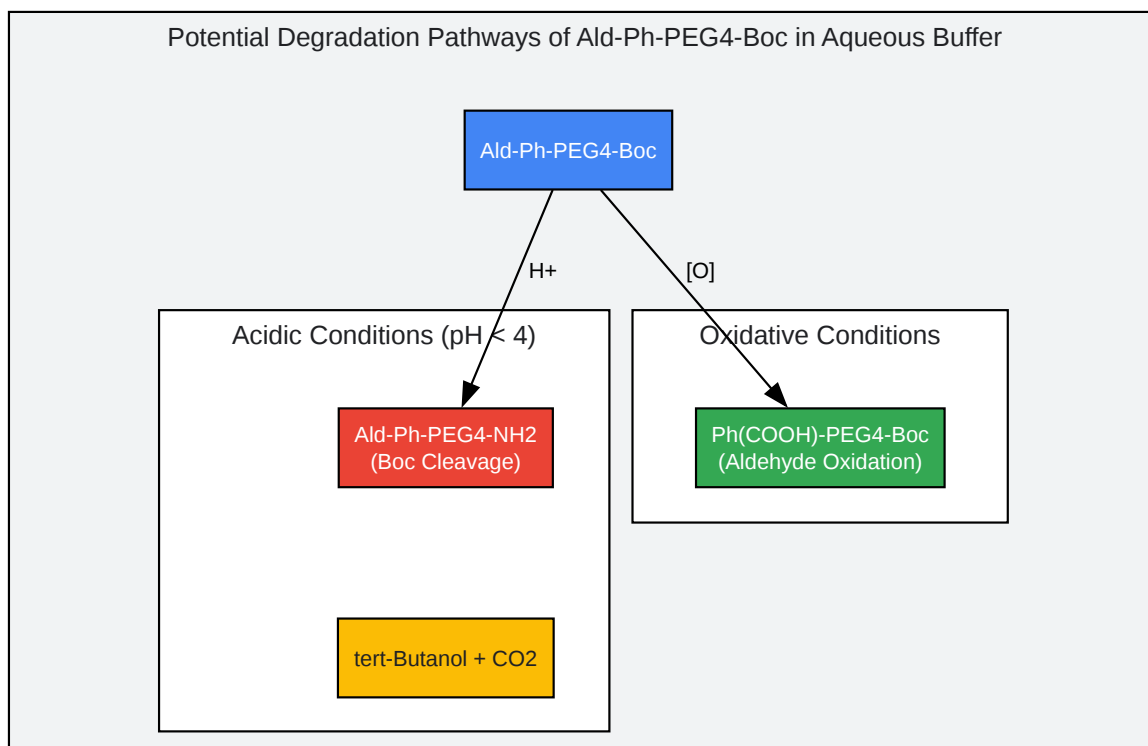 Potential Degradation Pathways of Ald-Ph-PEG4-Boc in Aqueous Buffer
Ald-Ph-PEG4-Boc
H+
[O]
Acidic Conditions (pH < 4)
Oxidative Conditions
Ald-Ph-PEG4-NH2
(Boc Cleavage)
Ph(COOH)-PEG4-Boc
(Aldehyde Oxidation)
tert-Butanol + CO2